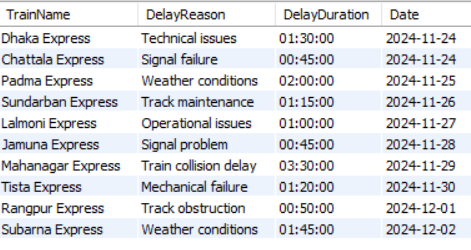 TrainName DelayReason DelayDuration Date
Dhaka Express Technical issues 01:30:00 2024-11-24
Chattala Express Signal failure 00:45:00 2024-11-24
Padma Express Weather conditions 02:00:00 2024-11-25
Sundarban Express Track maintenance 01:15:00 2024-11-26
Lalmoni Express Operational issues 01:00:00 2024-11-27
Jamuna Express Signal problem 00:45:00 2024-11-28
Mahanagar Express Train collision delay 03:30:00 2024-11-29
Tista Express Mechanical failure 01:20:00 2024-11-30
Rangpur Express Track obstruction 00:50:00 2024-12-01
Subarna Express Weather conditions 01:45:00 2024-12-02